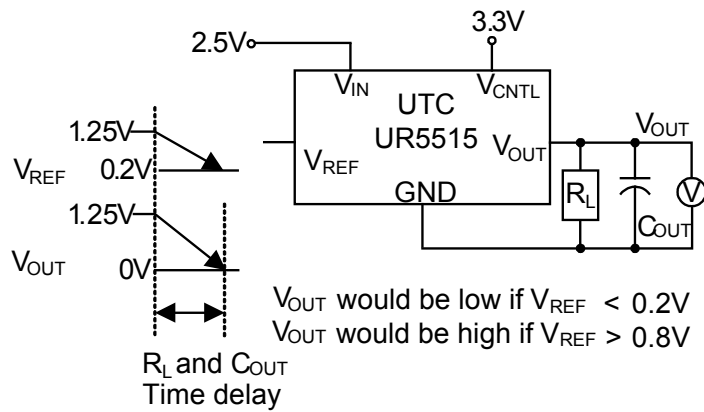 2.5V
3.3V
VIN
VCNTL
UTC
UR5515
VREF
VOUT
GND
VOUT
RL
COUT
V
1.25V
VREF 0.2V
1.25V
VOUT 0V
VOUT would be low if VREF < 0.2V
VOUT would be high if VREF > 0.8V
RL and COUT
Time delay